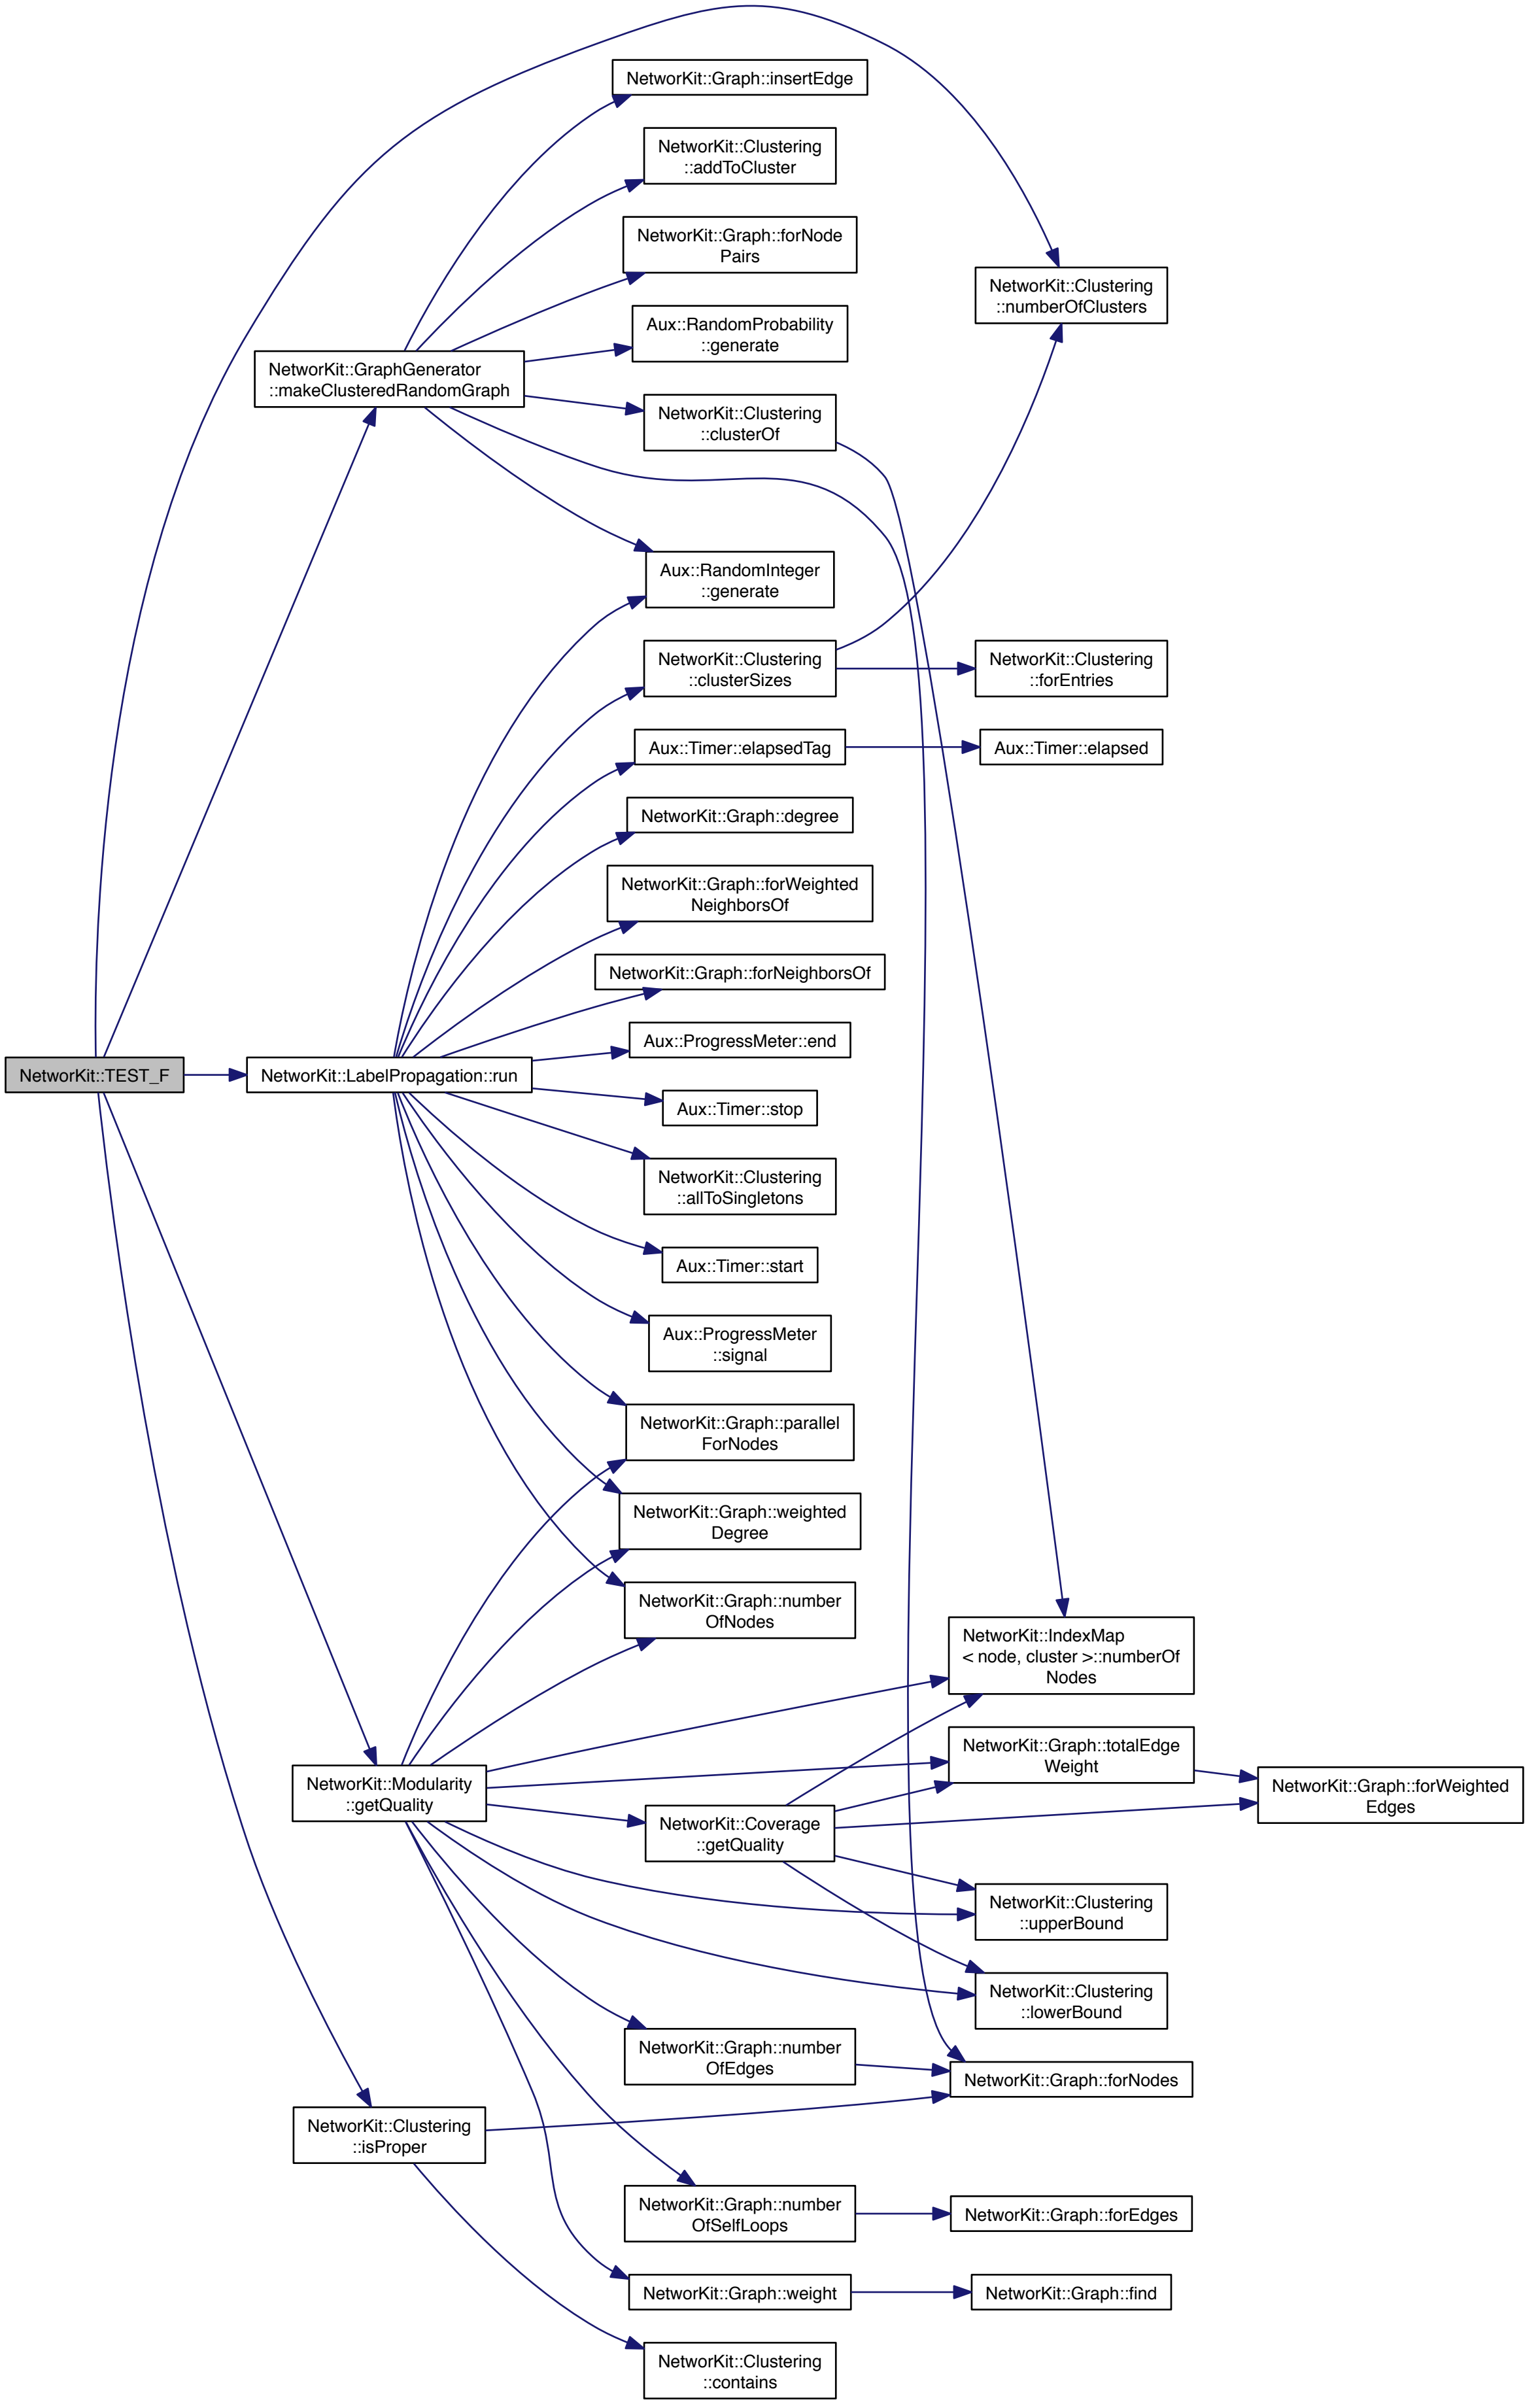 NetworKit::Graph::insertEdge
NetworKit::Clustering
::addToCluster
NetworKit::Graph::forNode
Pairs
NetworKit::Clustering
::numberOfClusters
Aux::RandomProbability
::generate
NetworKit::GraphGenerator
::makeClusteredRandomGraph
NetworKit::Clustering
::clusterOf
Aux::RandomInteger
::generate
NetworKit::Clustering
::clusterSizes
NetworKit::Clustering
::forEntries
Aux::Timer::elapsedTag
Aux::Timer::elapsed
NetworKit::Graph::degree
NetworKit::Graph::forWeighted
NeighborsOf
NetworKit::Graph::forNeighborsOf
Aux::ProgressMeter::end
NetworKit::TEST_F
NetworKit::LabelPropagation::run
Aux::Timer::stop
NetworKit::Clustering
::allToSingletons
Aux::Timer::start
Aux::ProgressMeter
::signal
NetworKit::Graph::parallel
ForNodes
NetworKit::Graph::weighted
Degree
NetworKit::Graph::number
OfNodes
NetworKit::IndexMap
< node, cluster >::numberOf
Nodes
NetworKit::Graph::totalEdge
Weight
NetworKit::Modularity
::getQuality
NetworKit::Graph::forWeighted
Edges
NetworKit::Coverage
::getQuality
NetworKit::Clustering
::upperBound
NetworKit::Clustering
::lowerBound
NetworKit::Graph::number
OfEdges
NetworKit::Graph::forNodes
NetworKit::Clustering
::isProper
NetworKit::Graph::number
OfSelfLoops
NetworKit::Graph::forEdges
NetworKit::Graph::weight
NetworKit::Graph::find
NetworKit::Clustering
::contains